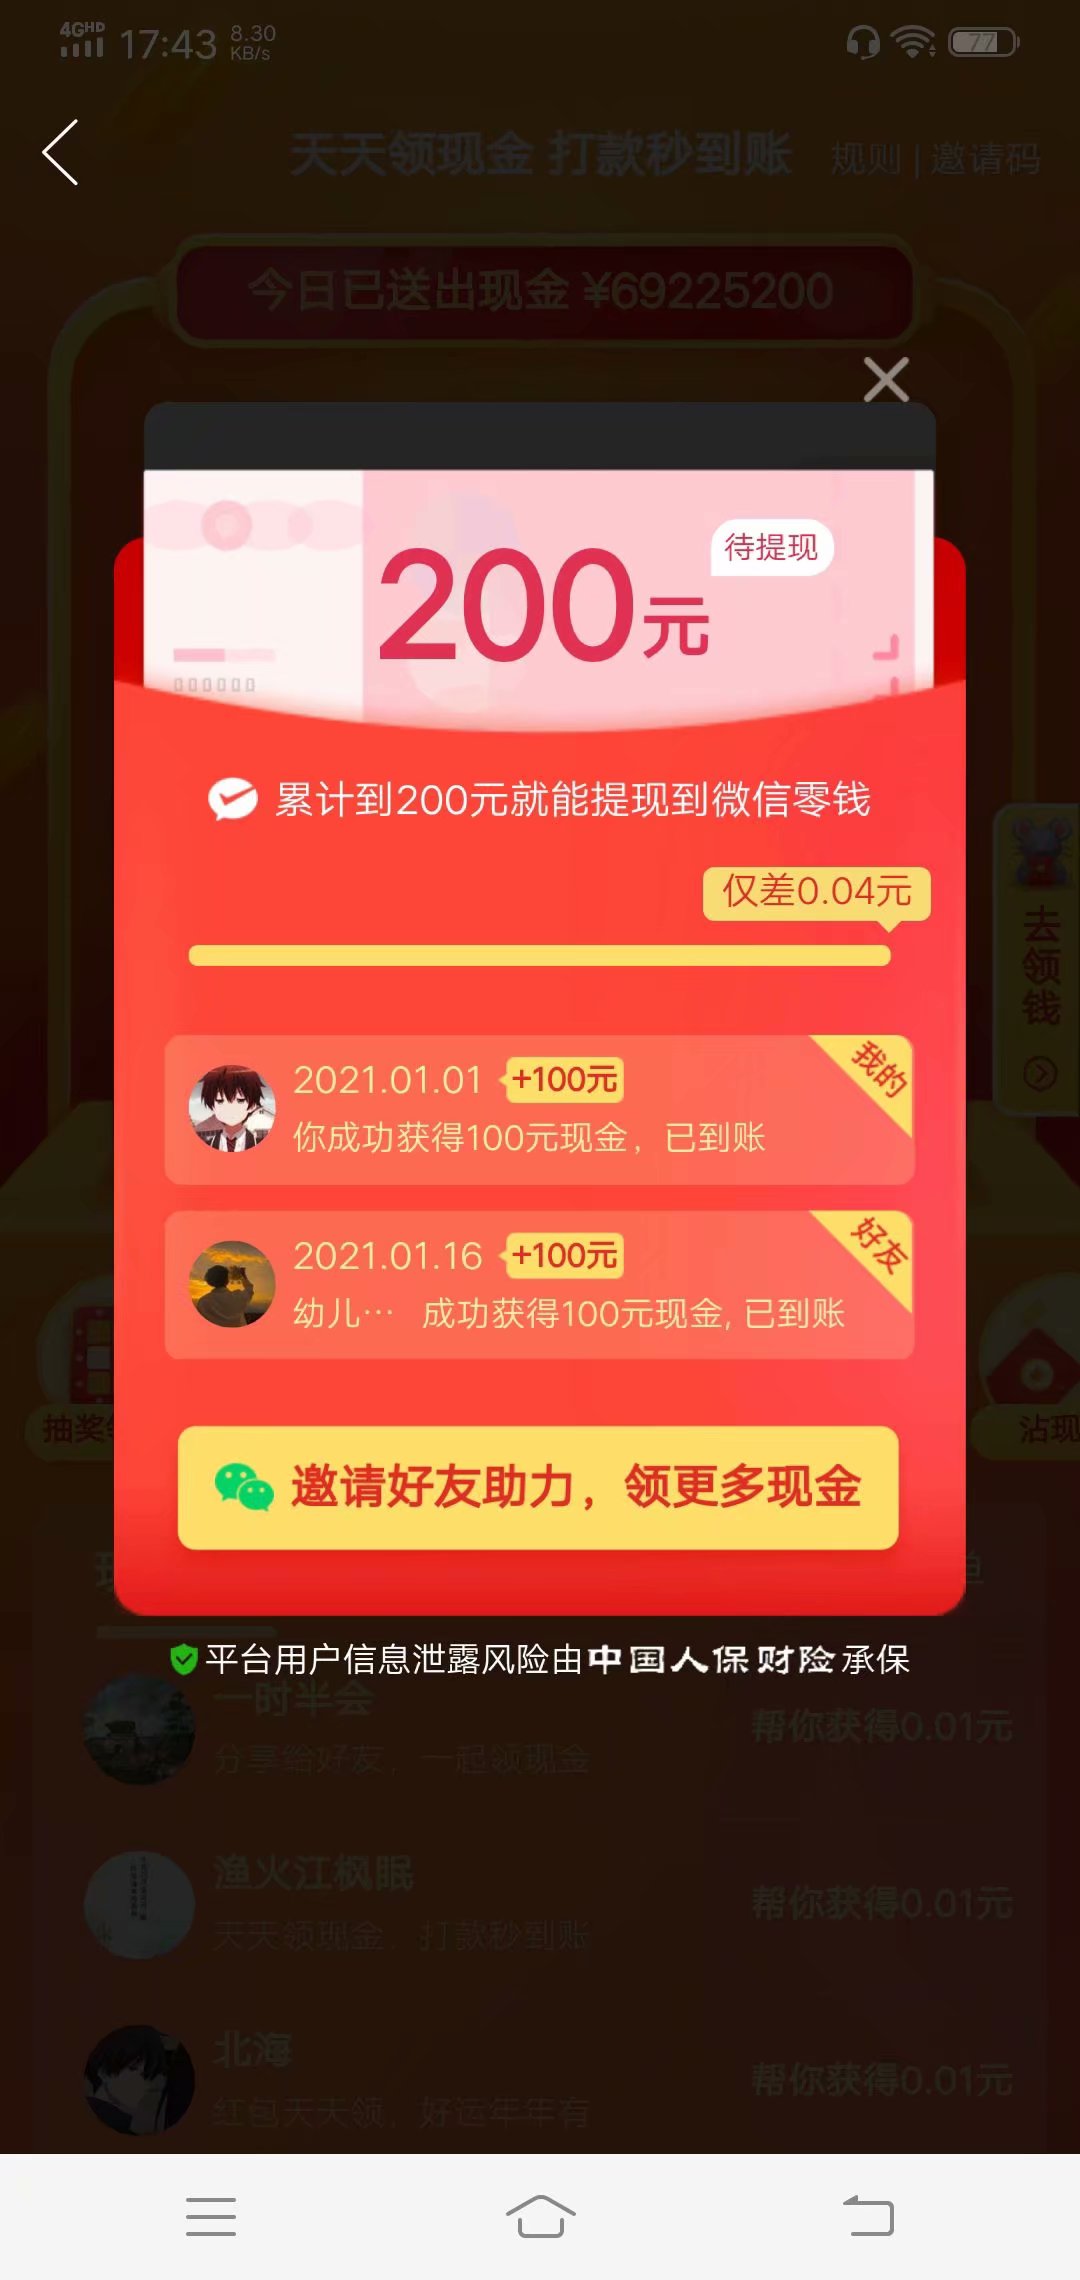 4GHD 17:43 8.30 KB/s 77
天天领现金 打款秒到账 规则 | 邀请码
今日已送出现金 ¥69225200
待提现
200元
累计到200元就能提现到微信零钱
仅差0.04元
去领钱
2021.01.01 +100元 我的
你成功获得100元现金，已到账
2021.01.16 +100元 好友
幼儿… 成功获得100元现金, 已到账
抽奖
沾现
邀请好友助力，领更多现金
平台用户信息泄露风险由中国人保财险承保
一时半会
帮你获得0.01元
分享给好友，一起领现金
渔火江枫眠
帮你获得0.01元
天天领现金，打款秒到账
北海
帮你获得0.01元
红包天天领，好运年年有